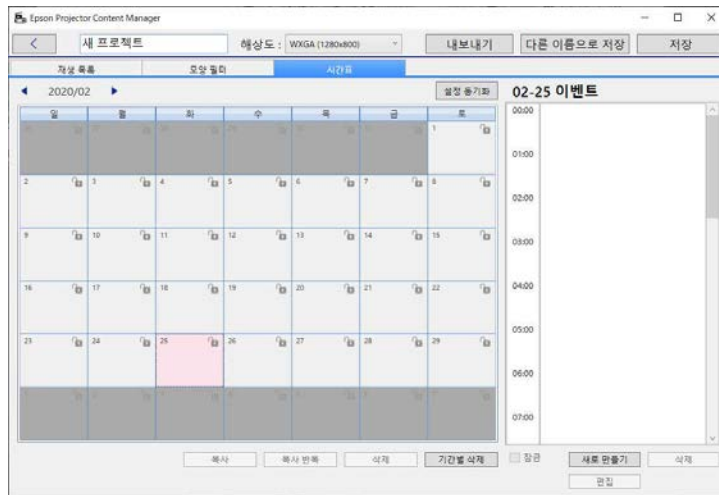 Epson Projector Content Manager
새 프로젝트 해상도 : WXGA (1280x800) 내보내기 다른 이름으로 저장 저장
재생 목록 모양 필터 시간표
2020/02 설정 동기화 02-25 이벤트
일 월 화 수 목 금 토
1
2 3 4 5 6 7 8
9 10 11 12 13 14 15
16 17 18 19 20 21 22
23 24 25 26 27 28 29
00:00
01:00
02:00
03:00
04:00
05:00
06:00
07:00
복사 복사 반복 삭제 기간별 삭제 잠금 새로 만들기 삭제
편집